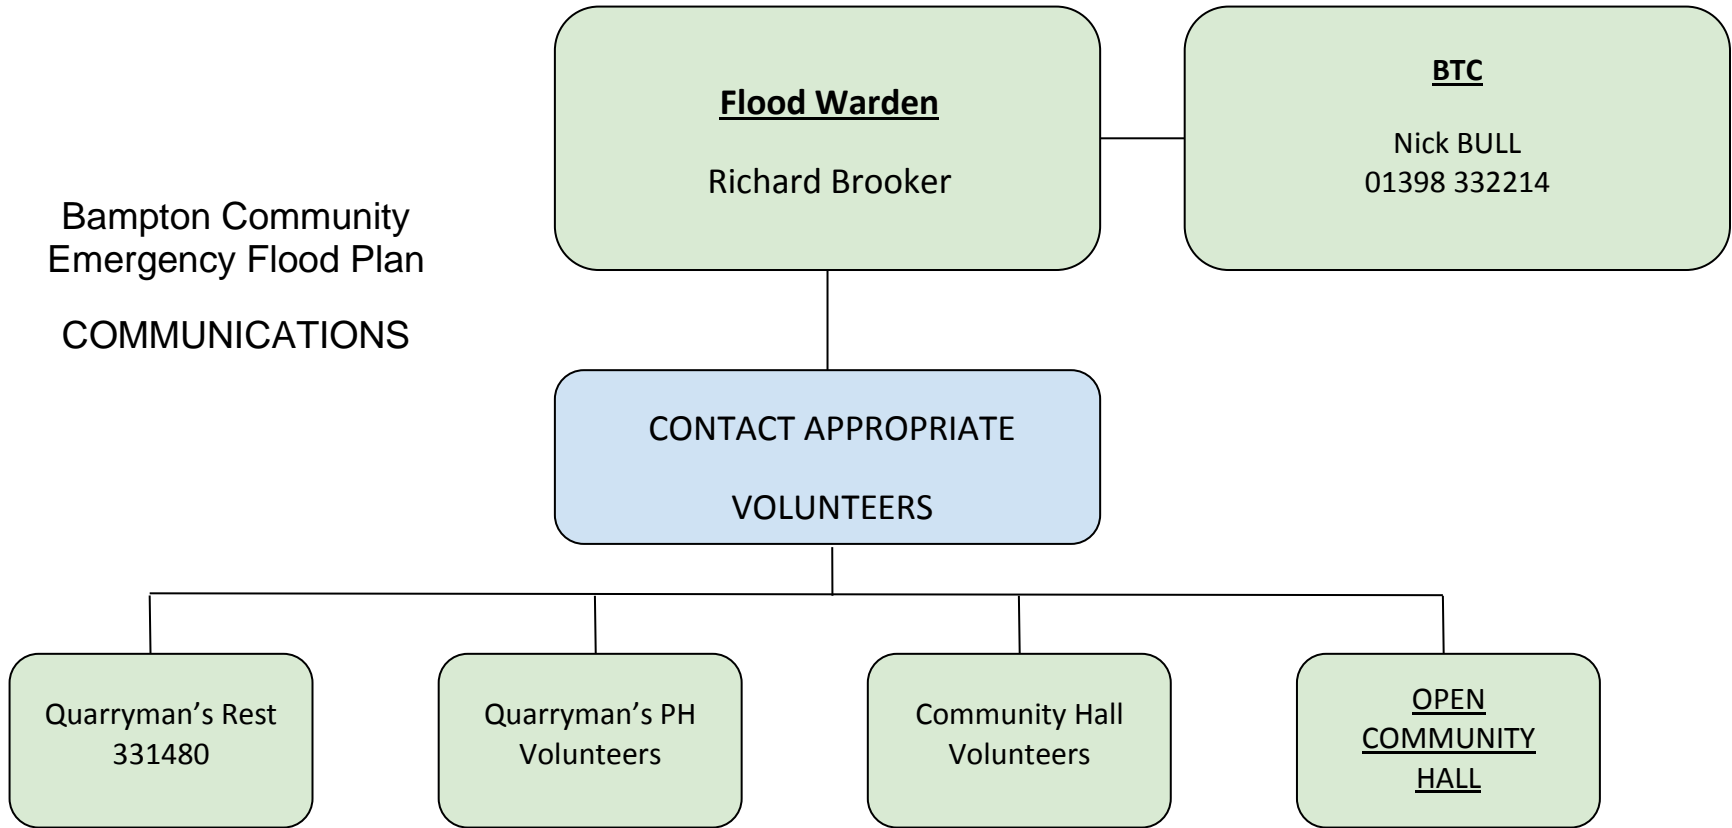 Bampton Community
Emergency Flood Plan
COMMUNICATIONS
Flood Warden
Richard Brooker
BTC
Nick BULL
01398 332214
CONTACT APPROPRIATE
VOLUNTEERS
Quarryman’s Rest
331480
Quarryman’s PH
Volunteers
Community Hall
Volunteers
OPEN
COMMUNITY
HALL